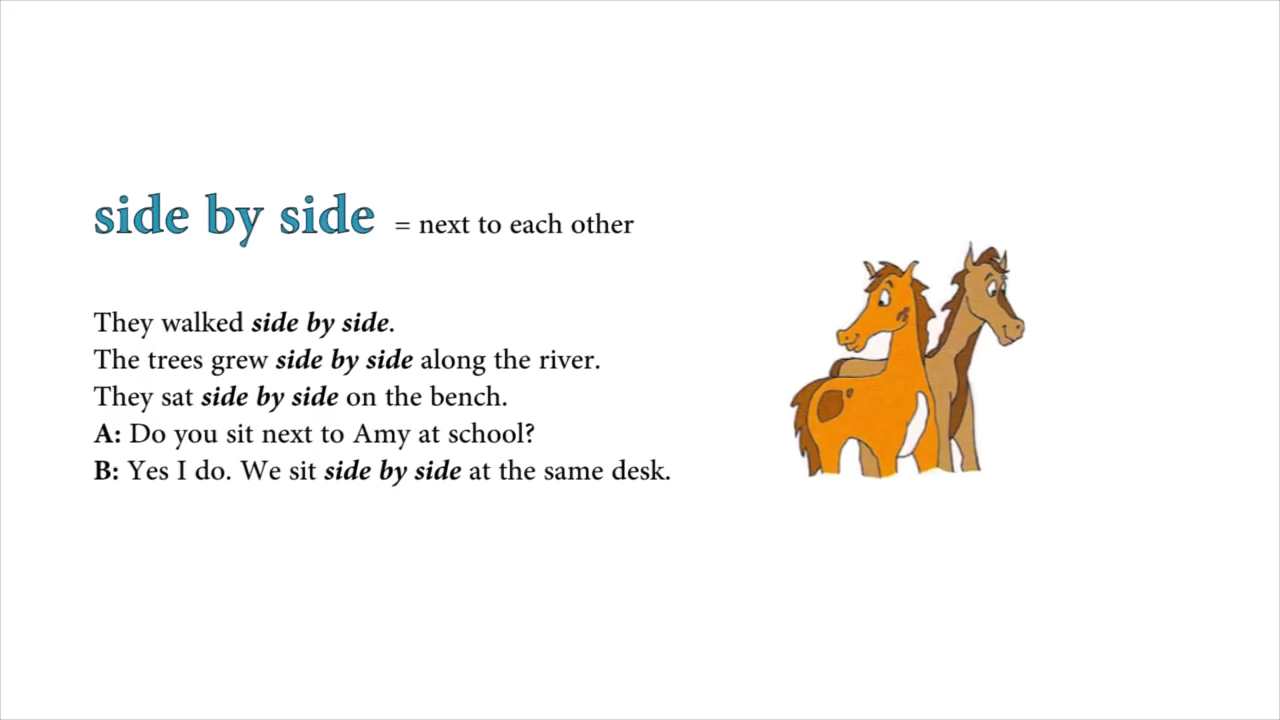 side by side = next to each other
They walked side by side.
The trees grew side by side along the river.
They sat side by side on the bench.
A: Do you sit next to Amy at school?
B: Yes I do. We sit side by side at the same desk.